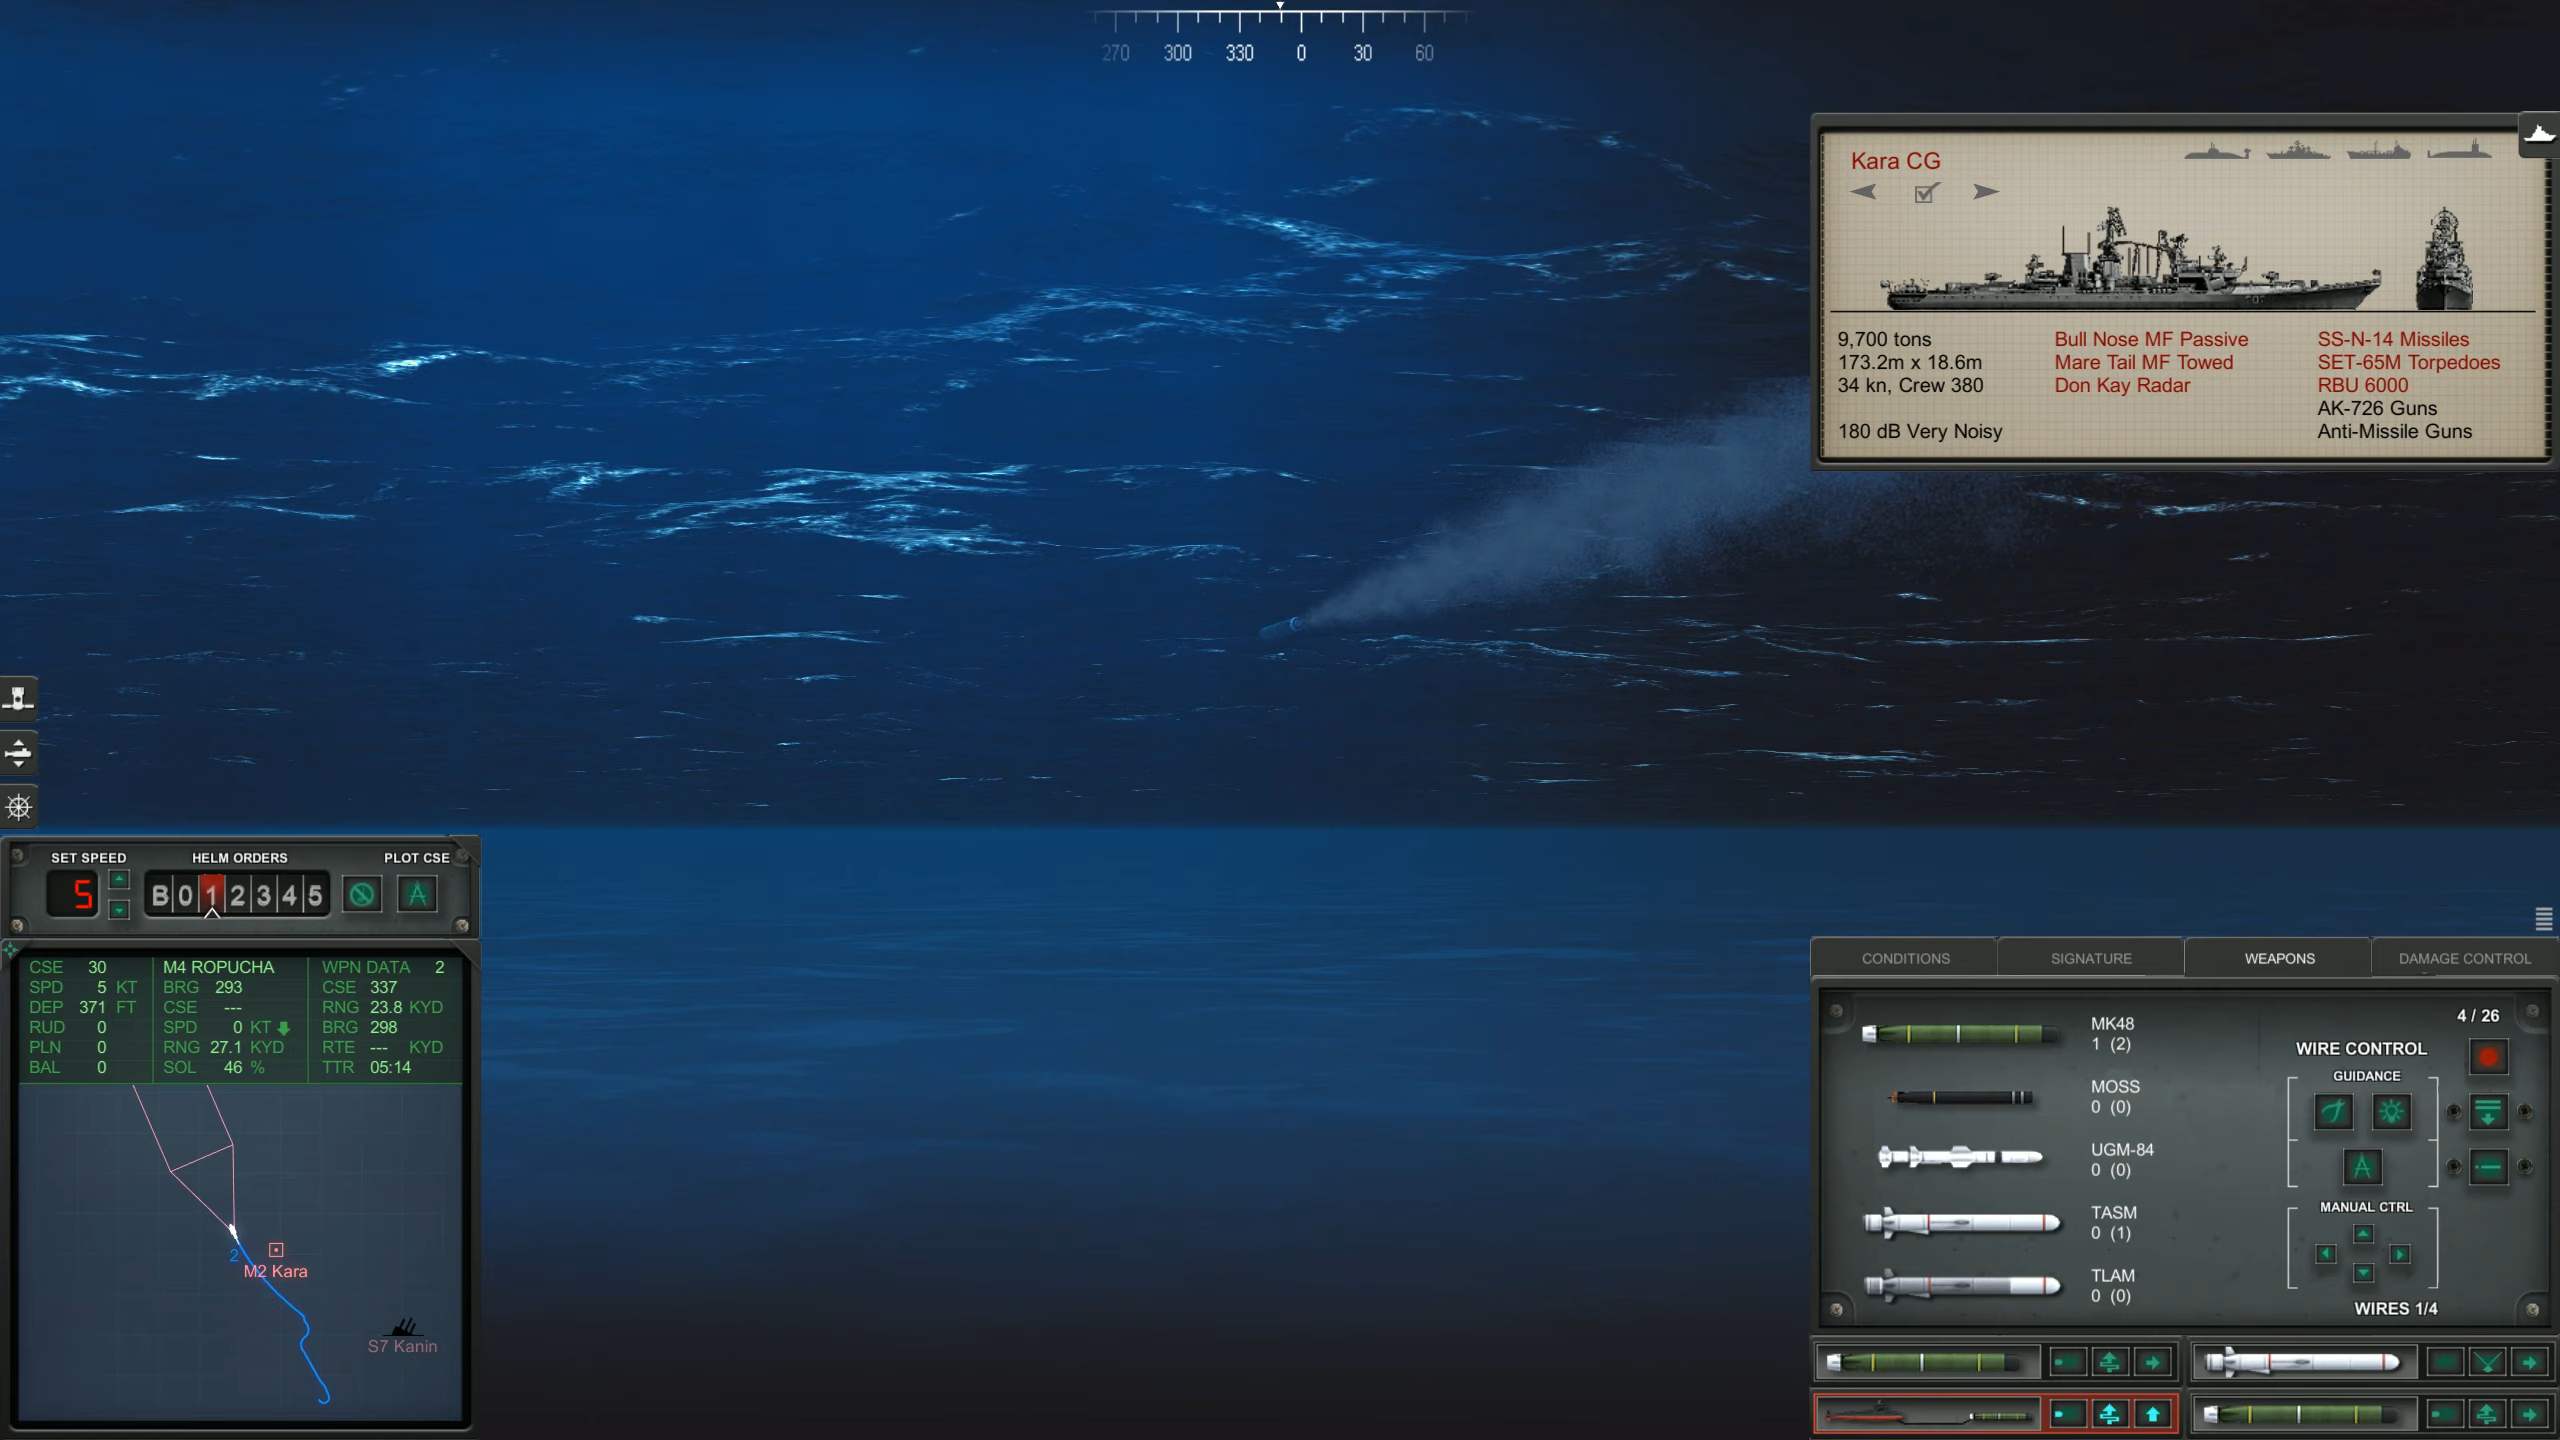 270 300 330 0 30 60
Kara CG
9,700 tons
173.2m x 18.6m
34 kn, Crew 380
180 dB Very Noisy
Bull Nose MF Passive
Mare Tail MF Towed
Don Kay Radar
SS-N-14 Missiles
SET-65M Torpedoes
RBU 6000
AK-726 Guns
Anti-Missile Guns
SET SPEED
5
HELM ORDERS
B 0 1 2 3 4 5
PLOT CSE
CSE 30
SPD 5 KT
DEP 371 FT
RUD 0
PLN 0
BAL 0
M4 ROPUCHA
BRG 293
CSE ---
SPD 0 KT
RNG 27.1 KYD
SOL 46 %
WPN DATA 2
CSE 337
RNG 23.8 KYD
BRG 298
RTE --- KYD
TTR 05:14
2
M2 Kara
S7 Kanin
CONDITIONS
SIGNATURE
WEAPONS
DAMAGE CONTROL
MK48
1 (2)
MOSS
0 (0)
UGM-84
0 (0)
TASM
0 (1)
TLAM
0 (0)
4 / 26
WIRE CONTROL
GUIDANCE
MANUAL CTRL
WIRES 1/4